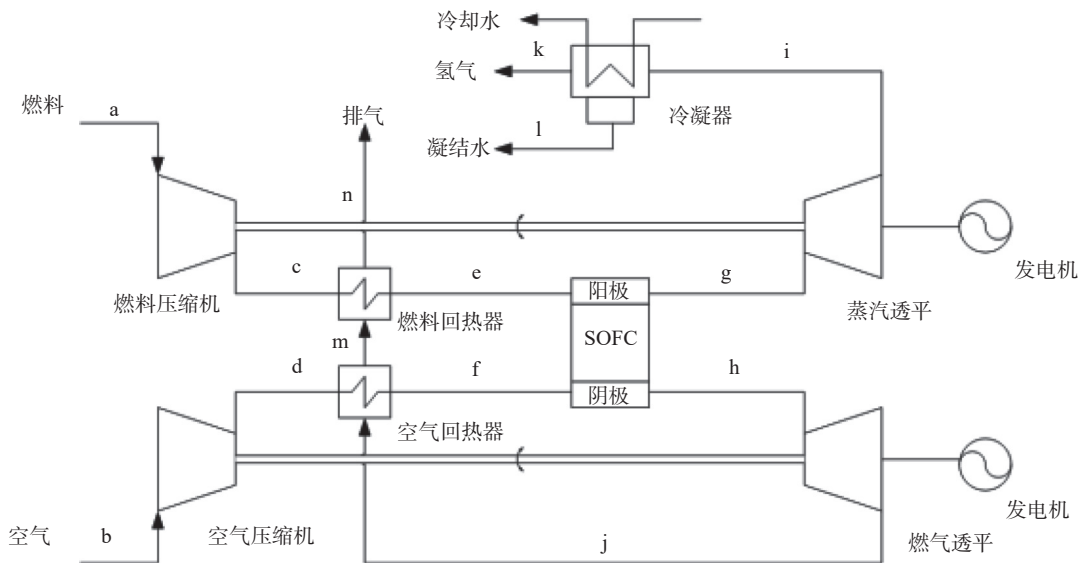 冷却水
k
i
氢气
燃料
a
排气
冷凝器
l
凝结水
n
c
e
阳极
g
发电机
燃料压缩机
燃料回热器
蒸汽透平
SOFC
m
d
f
h
阴极
空气回热器
空气
b
空气压缩机
j
燃气透平
发电机